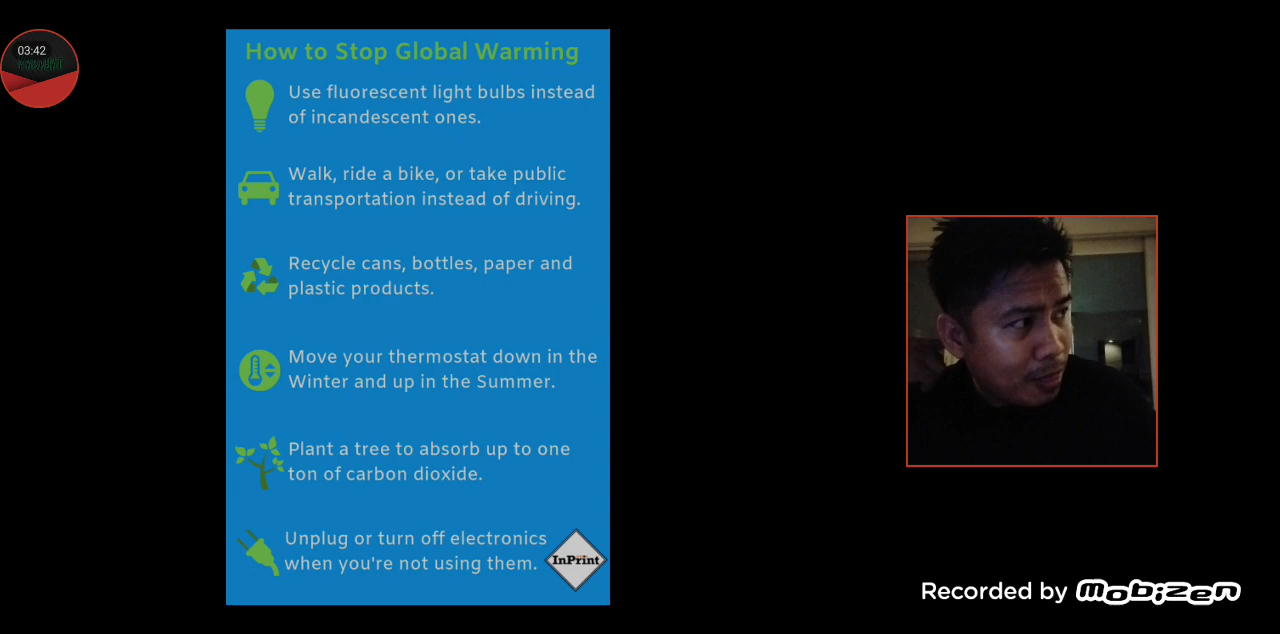 03:42
How to Stop Global Warming
Use fluorescent light bulbs instead
of incandescent ones.
Walk, ride a bike, or take public
transportation instead of driving.
Recycle cans, bottles, paper and
plastic products.
Move your thermostat down in the
Winter and up in the Summer.
Plant a tree to absorb up to one
ton of carbon dioxide.
Unplug or turn off electronics
when you're not using them.
InPrint
Recorded by mobizen